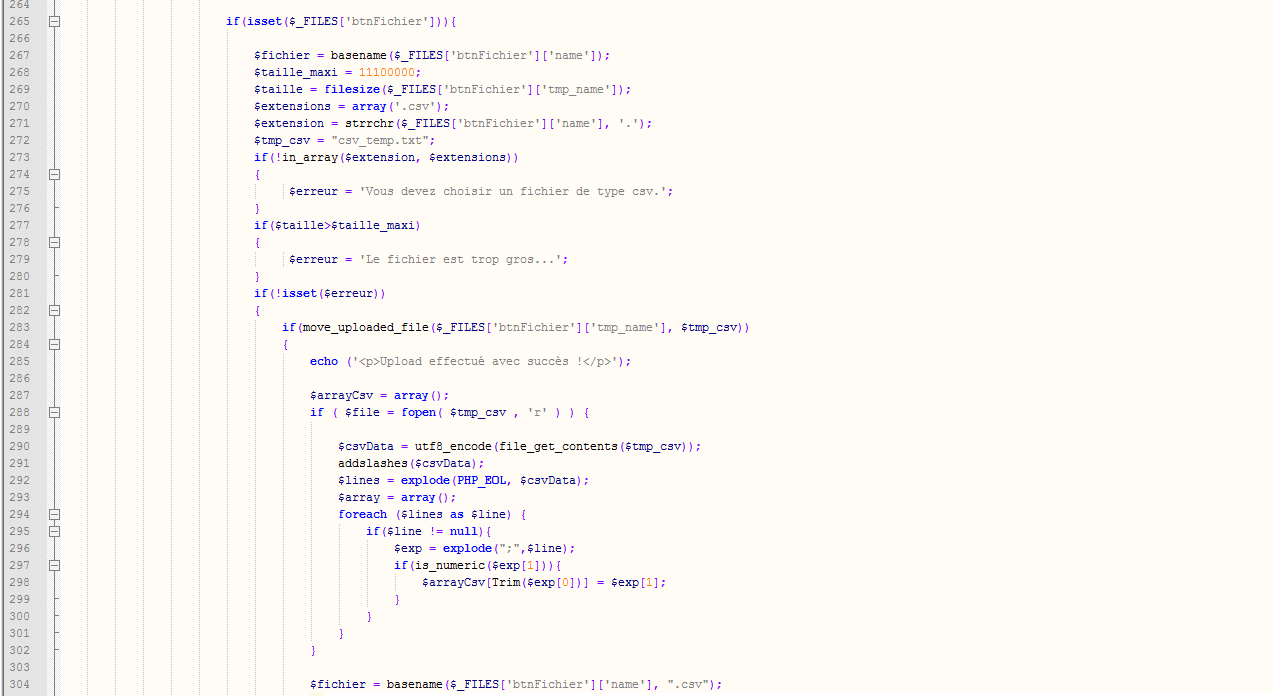 264
265 if(isset($_FILES['btnFichier'])){
266
267 $fichier = basename($_FILES['btnFichier']['name']);
268 $taille_maxi = 11100000;
269 $taille = filesize($_FILES['btnFichier']['tmp_name']);
270 $extensions = array('.csv');
271 $extension = strrchr($_FILES['btnFichier']['name'], '.');
272 $tmp_csv = "csv_temp.txt";
273 if(!in_array($extension, $extensions))
274 {
275 $erreur = 'Vous devez choisir un fichier de type csv.';
276 }
277 if($taille>$taille_maxi)
278 {
279 $erreur = 'Le fichier est trop gros...';
280 }
281 if(!isset($erreur))
282 {
283 if(move_uploaded_file($_FILES['btnFichier']['tmp_name'], $tmp_csv))
284 {
285 echo ('<p>Upload effectué avec succès !</p>');
286
287 $arrayCsv = array();
288 if ( $file = fopen( $tmp_csv , 'r' ) ) {
289
290 $csvData = utf8_encode(file_get_contents($tmp_csv));
291 addslashes($csvData);
292 $lines = explode(PHP_EOL, $csvData);
293 $array = array();
294 foreach ($lines as $line) {
295 if($line != null){
296 $exp = explode(";",$line);
297 if(is_numeric($exp[1])){
298 $arrayCsv[Trim($exp[0])] = $exp[1];
299 }
300 }
301 }
302 }
303
304 $fichier = basename($_FILES['btnFichier']['name'], ".csv");